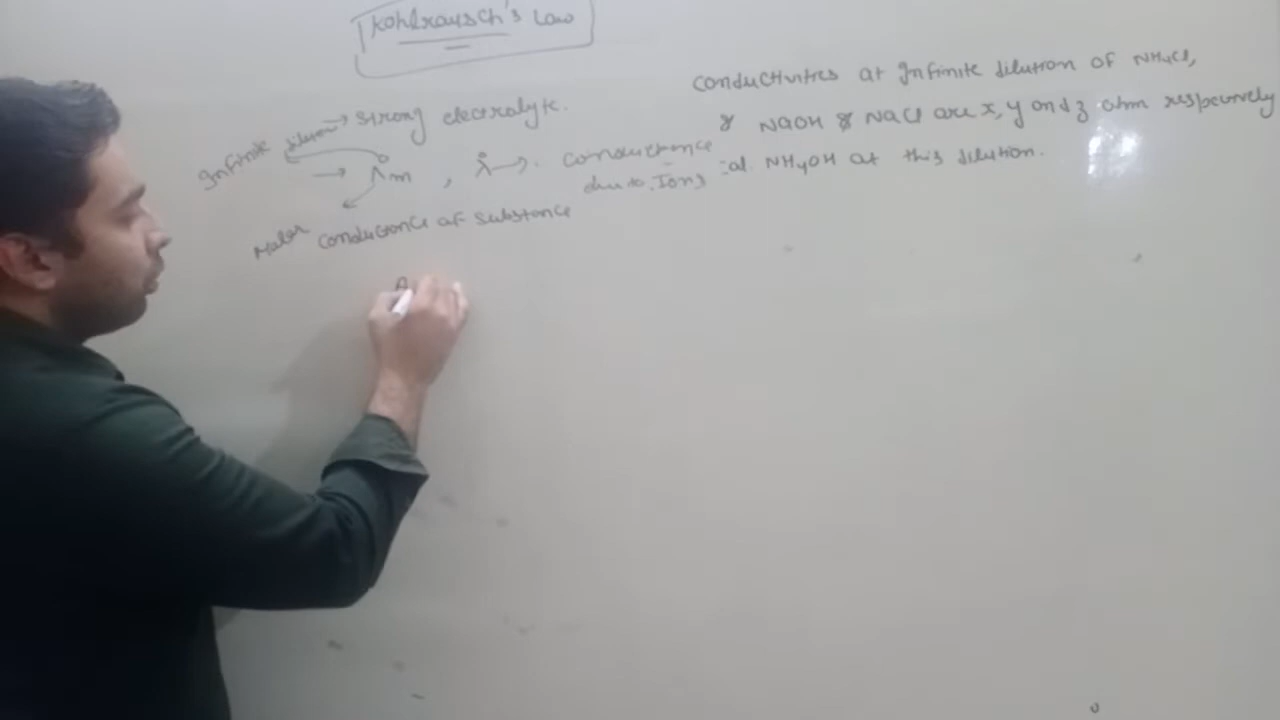 Kohlrausch's Law
→ strong electrolyte.
Infinite dilution
→ Λ°m , λ° → conductance due to Ions
Molar conductance of substance
A
conductivities at Infinite dilution of NH4Cl,
& NaOH & NaCl are x, y and z ohm respectively
al. NH4OH at this dilution.